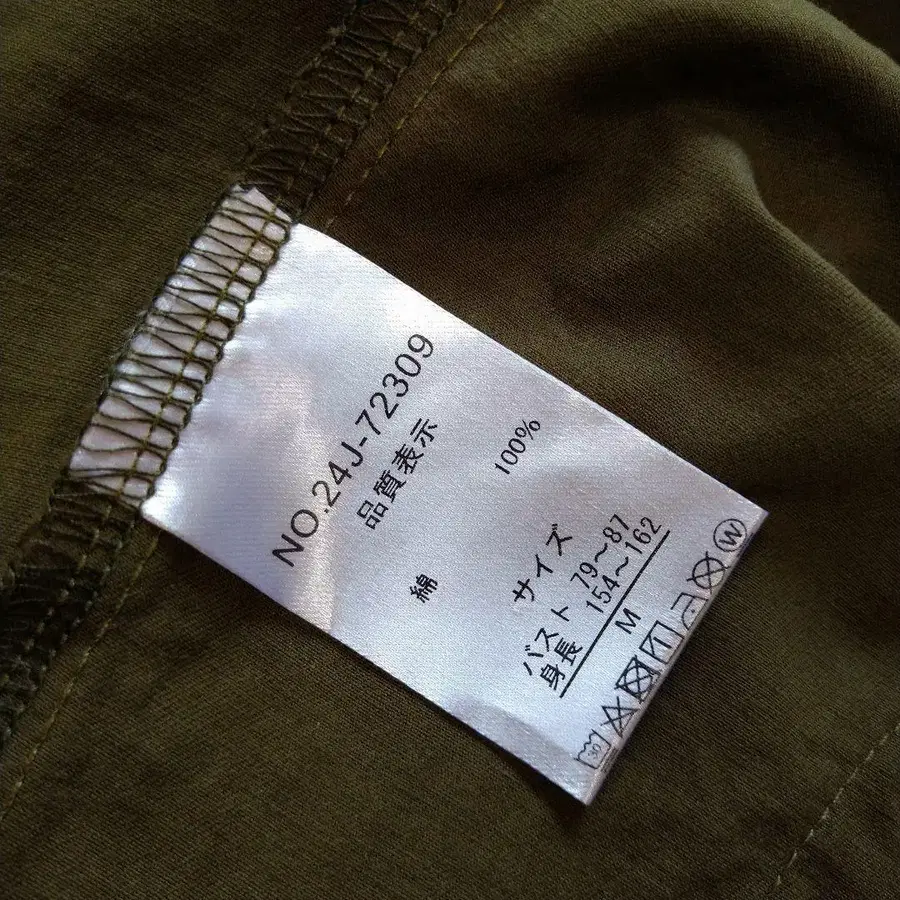 NO.24J-72309
品質表示
綿 100%
サイズ
バスト 79〜87
身長 154〜162
M
30
W